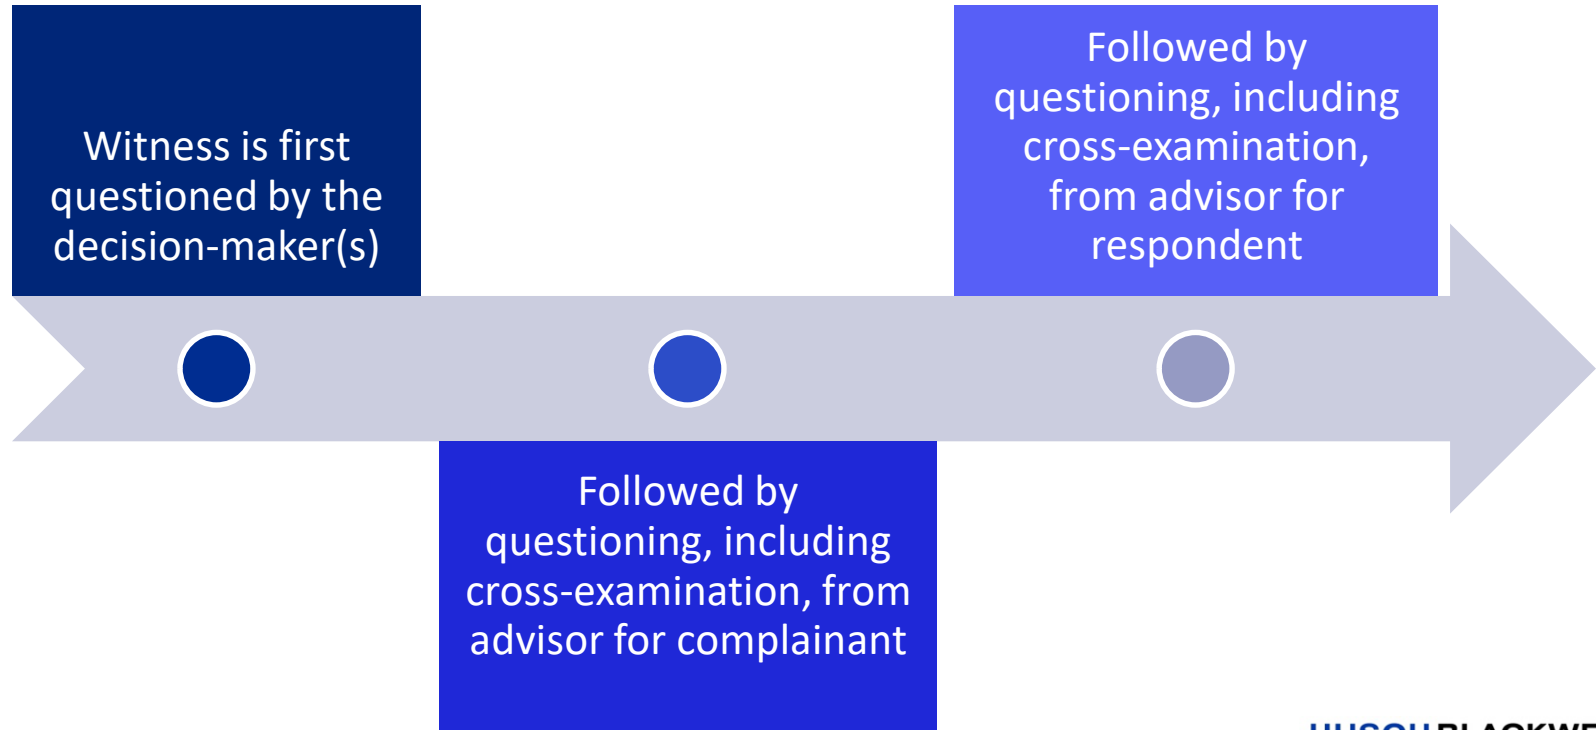 Witness is first
questioned by the
decision-maker(s)
Followed by
questioning, including
cross-examination, from
advisor for complainant
Followed by
questioning, including
cross-examination,
from advisor for
respondent